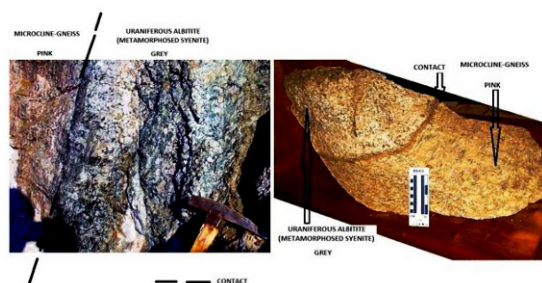 MICROCLINE-GNEISS
PINK
URANIFEROUS ALBITITE
(METAMORPHOSED SYENITE)
GREY
CONTACT
MICROCLINE-GNEISS
PINK
URANIFEROUS ALBITITE
(METAMORPHOSED SYENITE)
GREY
CONTACT